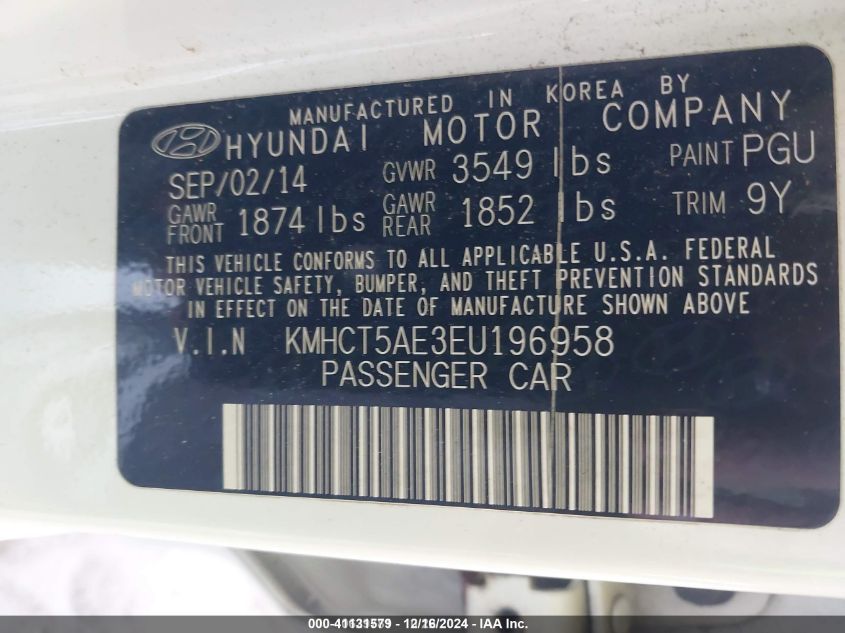 MANUFACTURED IN KOREA BY
HYUNDAI MOTOR COMPANY
SEP/02/14 GVWR 3549 lbs PAINT PGU
GAWR FRONT 1874 lbs GAWR REAR 1852 lbs TRIM 9Y
THIS VEHICLE CONFORMS TO ALL APPLICABLE U.S.A. FEDERAL
MOTOR VEHICLE SAFETY, BUMPER, AND THEFT PREVENTION STANDARDS
IN EFFECT ON THE DATE OF MANUFACTURE SHOWN ABOVE
V.I.N KMHCT5AE3EU196958
PASSENGER CAR
000-41131579 - 12/16/2024 - IAA Inc.